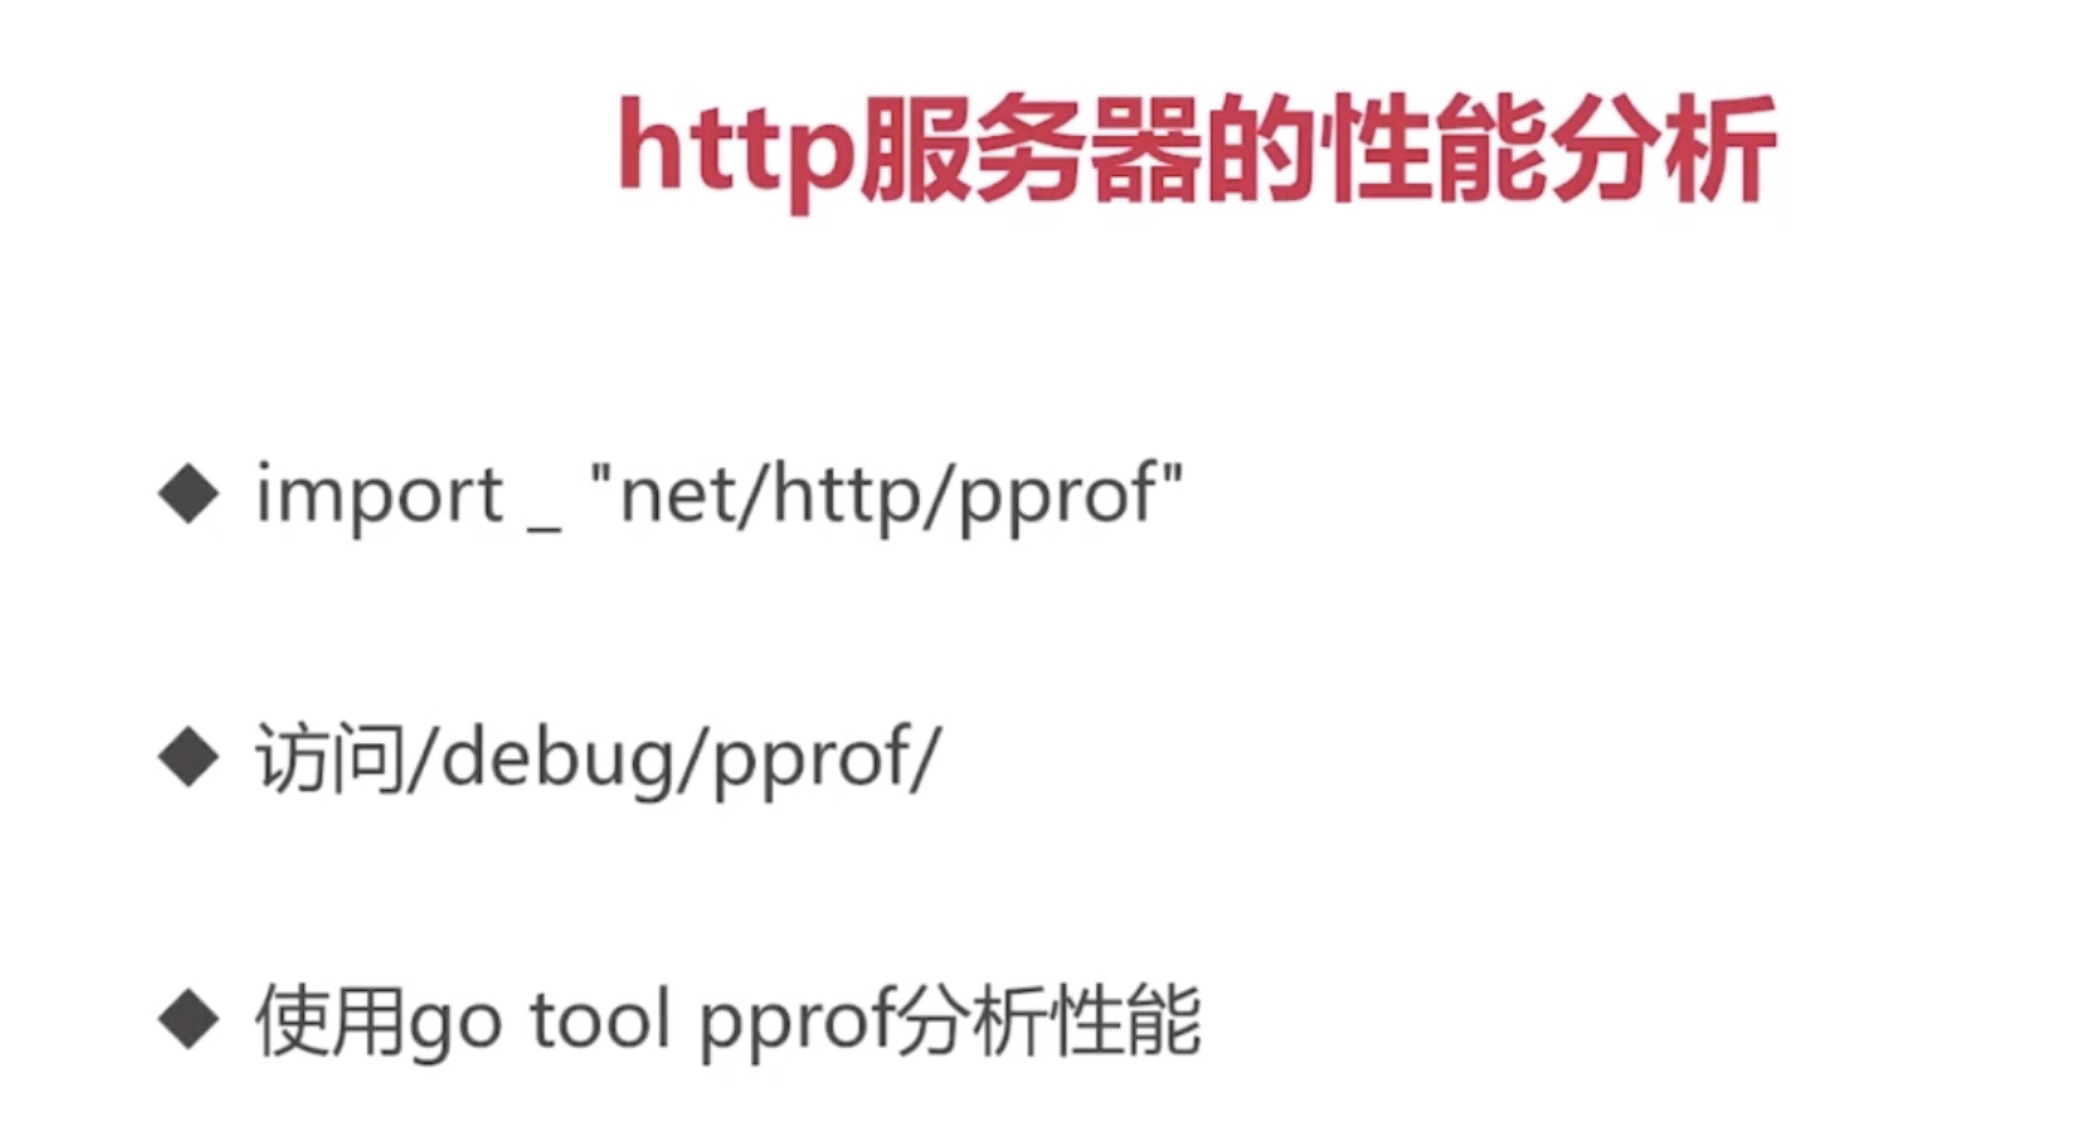 http服务器的性能分析
◆ import _ "net/http/pprof"
◆ 访问/debug/pprof/
◆ 使用go tool pprof分析性能